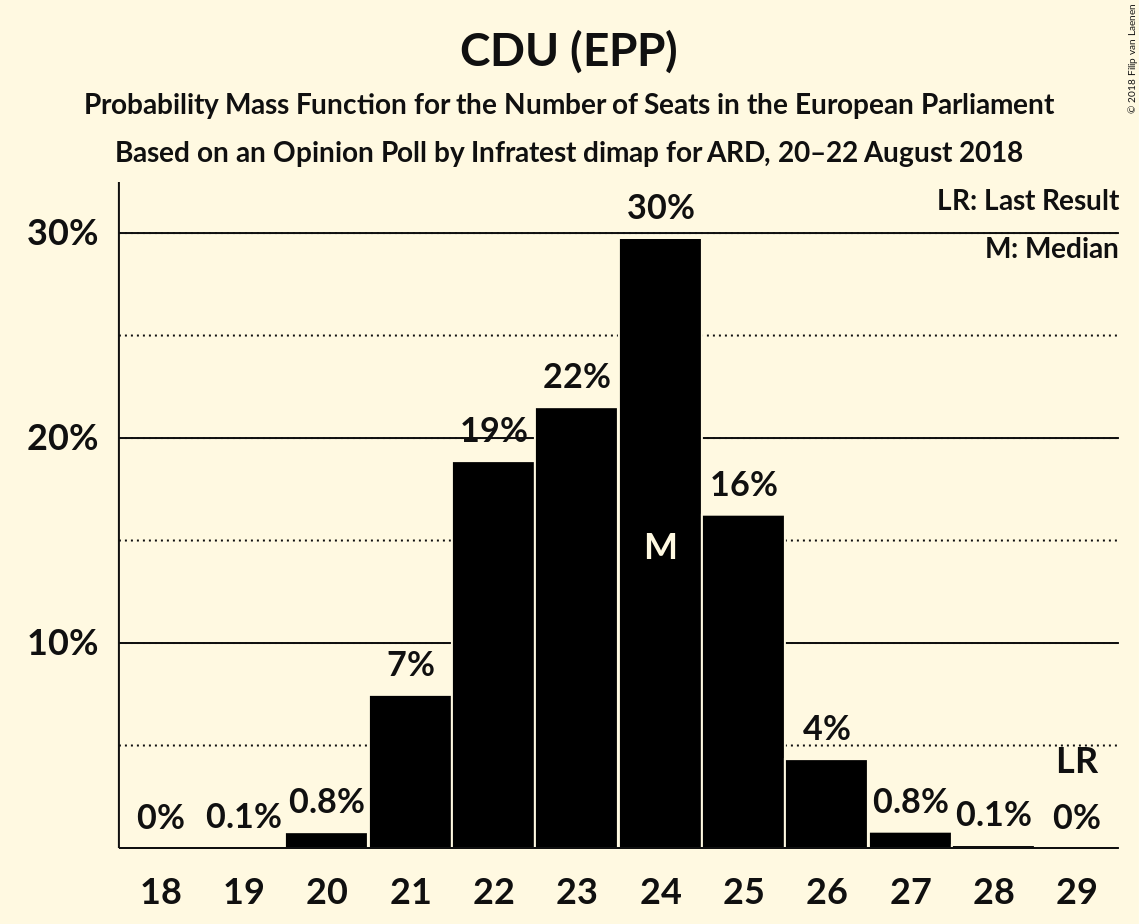 CDU (EPP)
Probability Mass Function for the Number of Seats in the European Parliament
Based on an Opinion Poll by Infratest dimap for ARD, 20–22 August 2018
© 2018 Filip van Laenen
LR: Last Result
M: Median
30%
20%
10%
0%
0.1%
0.8%
7%
19%
22%
30%
M
16%
4%
0.8%
0.1%
LR
0%
18 19 20 21 22 23 24 25 26 27 28 29